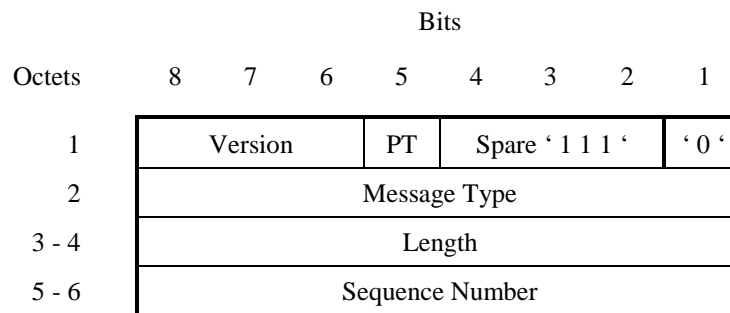 Bits
Octets 8 7 6 5 4 3 2 1
1 Version PT Spare ‘ 1 1 1 ‘ ‘ 0 ‘
2 Message Type
3 - 4 Length
5 - 6 Sequence Number